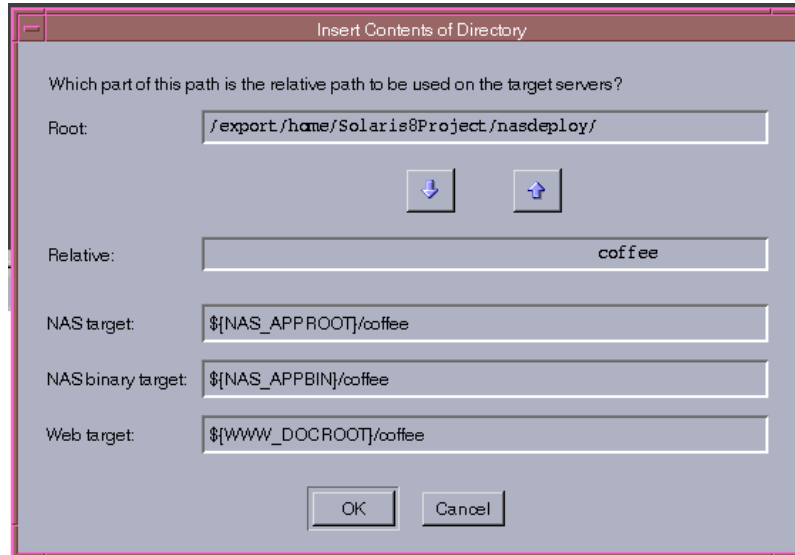 Insert Contents of Directory
Which part of this path is the relative path to be used on the target servers?
Root: /export/home/Solaris8Project/nasdeploy/
Relative: coffee
NAS target: ${NAS_APPROOT}/coffee
NAS binary target: ${NAS_APPBIN}/coffee
Web target: ${WWW_DOCROOT}/coffee
OK Cancel